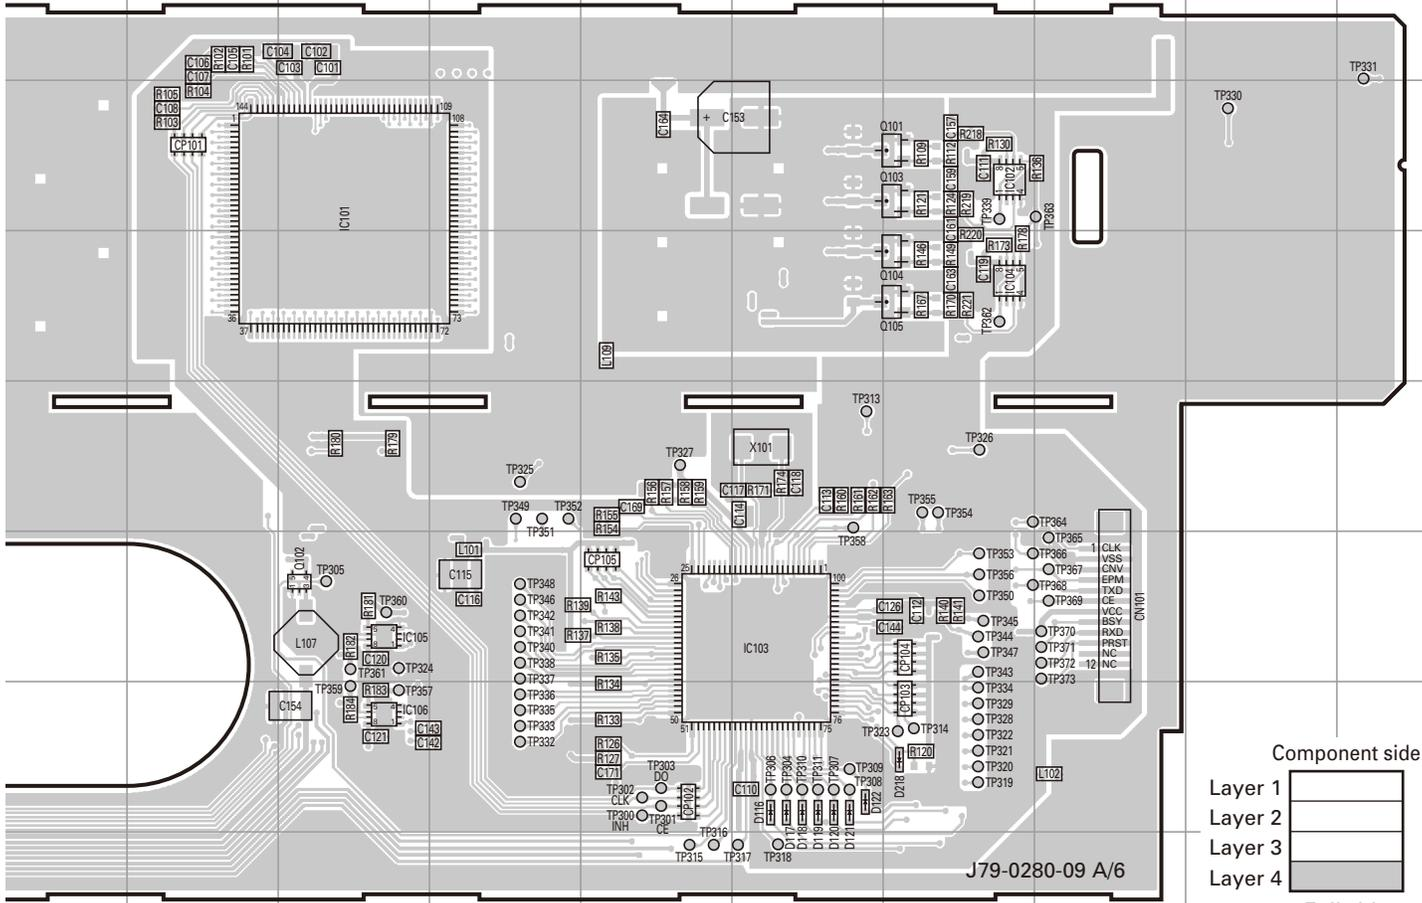 C106
R102
C105
R101
C104
C102
C107
C103
C101
R104
R105
C108
R103
CP101
144
109
1
108
IC101
36
73
37
72
C164
+
C153
Q101
R109
C157
R112
R218
R130
C111
IC102
R136
C159
Q103
R121
R124
R219
TP339
TP363
C161
R220
R178
R146
R149
R173
C119
IC104
Q104
C163
R167
R170
R221
Q105
TP362
TP331
TP330
L109
R180
R179
TP313
TP326
X101
TP327
TP325
R156
R157
R158
R159
C117
R171
R174
C118
C114
C113
R160
R161
R162
R163
C169
R155
R154
TP349
TP351
TP352
TP358
TP355
TP354
TP364
TP365
TP353
TP366
TP367
TP356
TP368
TP350
TP369
TP345
TP344
TP347
TP370
TP371
TP372
TP373
TP343
TP334
TP329
TP328
TP322
TP321
TP320
TP319
1
CLK
VSS
CNV
EPM
TXD
CE
VCC
BSY
RXD
PRST
NC
12
NC
CN101
Q102
TP305
L101
C115
C116
CP105
R181
TP360
IC105
L107
R182
C120
TP361
TP324
TP359
R183
TP357
C154
R184
IC106
C121
C143
C142
TP348
TP346
TP342
TP341
TP340
TP338
TP337
TP336
TP335
TP333
TP332
R139
R143
R137
R138
R135
R134
R133
R126
R127
C171
25
1
26
100
IC103
50
76
51
75
C126
C112
R140
R141
C144
CP104
CP103
TP323
TP314
R120
D218
TP303
DO
TP302
CLK
TP300
INH
TP301
CE
CP102
C110
TP306
TP304
TP310
TP311
TP307
TP309
TP308
D116
D117
D118
D119
D120
D121
D122
TP315
TP316
TP317
TP318
L102
J79-0280-09 A/6
Component side
Layer 1
Layer 2
Layer 3
Layer 4